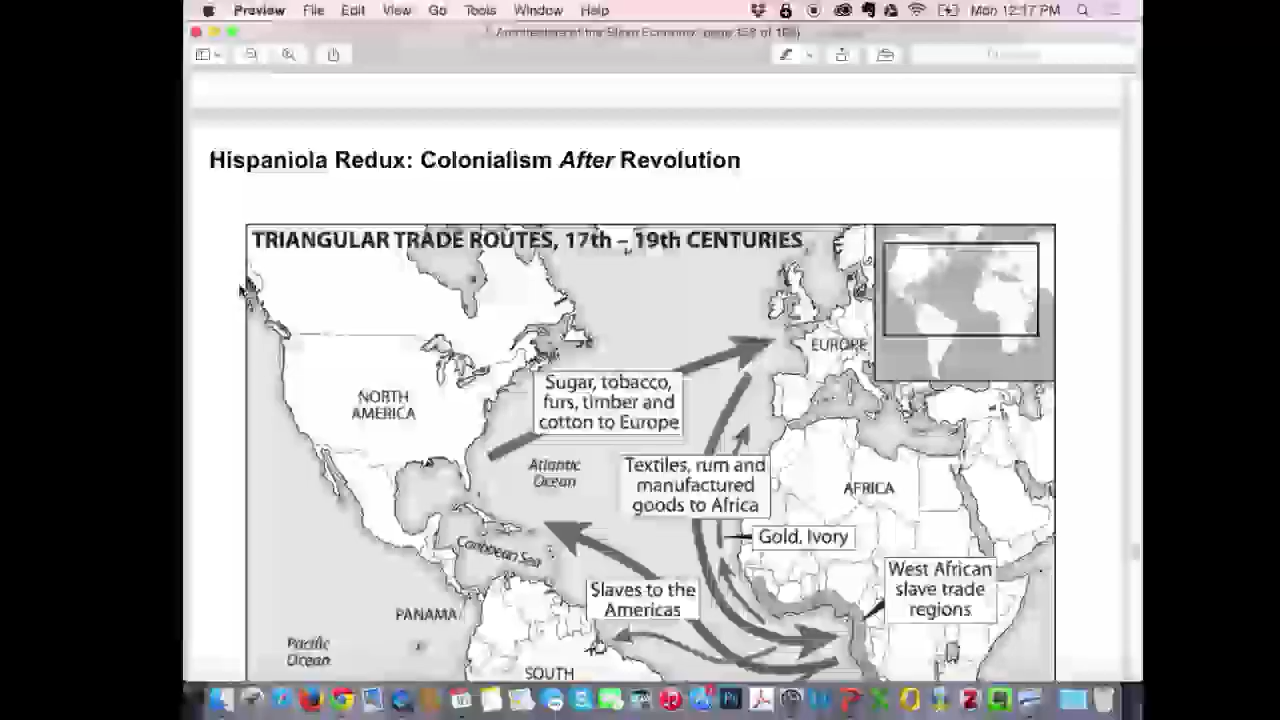 Preview File Edit View Go Tools Window Help Mon 12:17 PM
Hispaniola Redux: Colonialism After Revolution
TRIANGULAR TRADE ROUTES, 17th – 19th CENTURIES
EUROPE
Sugar, tobacco,
furs, timber and
cotton to Europe
NORTH
AMERICA
Atlantic
Ocean
Textiles, rum and
manufactured
goods to Africa
AFRICA
Gold, Ivory
Caribbean Sea
West African
slave trade
regions
Slaves to the
Americas
PANAMA
Pacific
Ocean
SOUTH